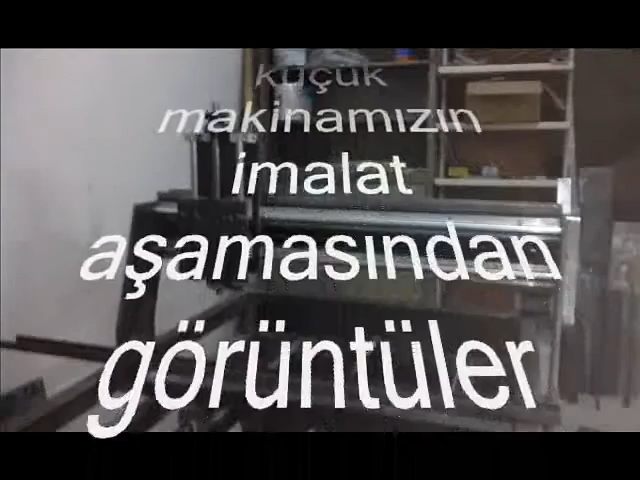 küçük
makinamızın
imalat
aşamasından
görüntüler